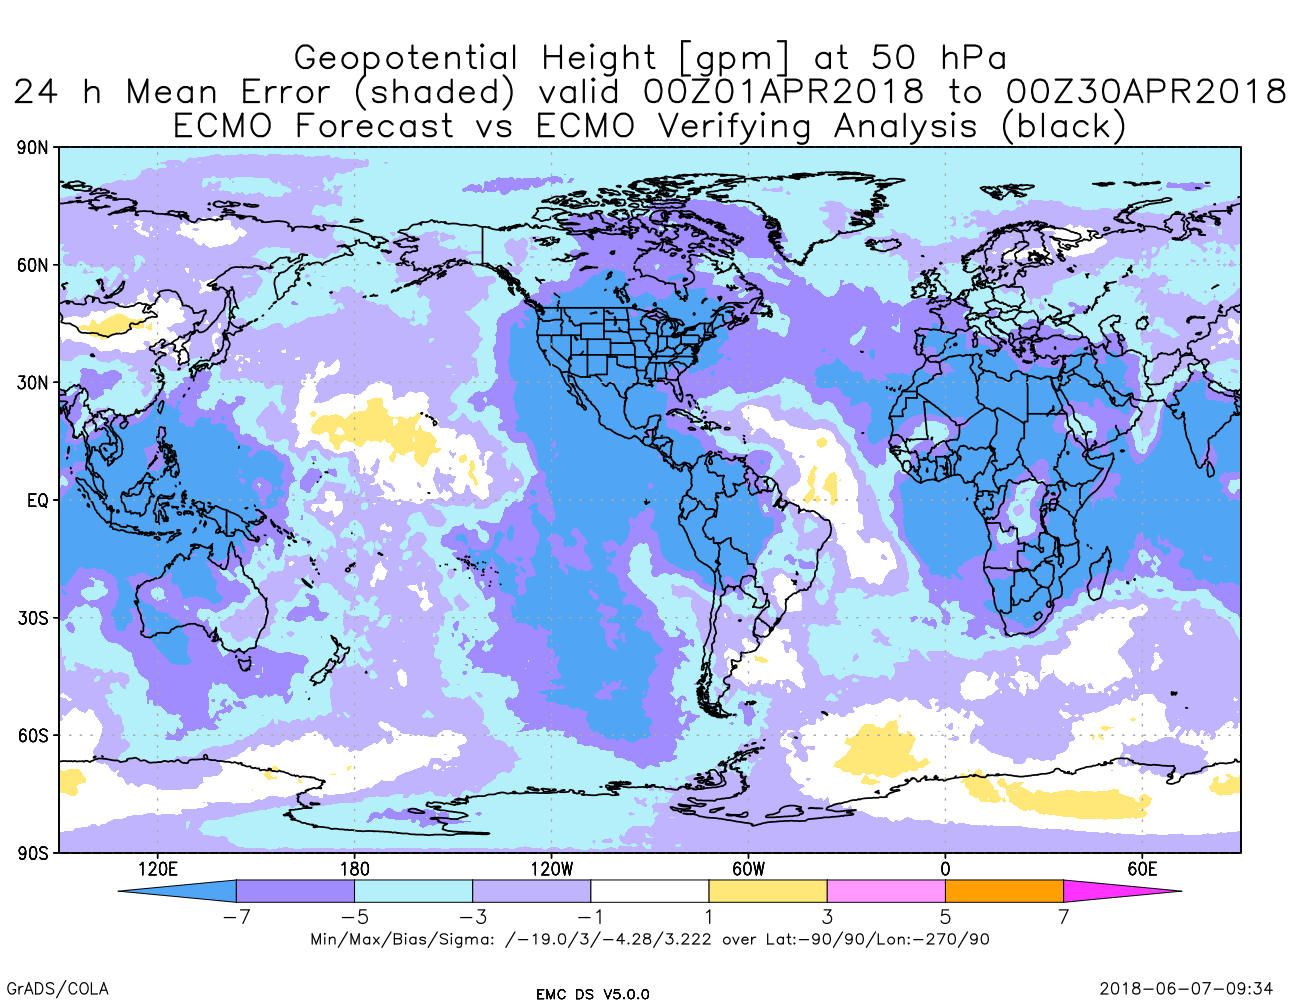 Geopotential Height [gpm] at 50 hPa
24 h Mean Error (shaded) valid 00Z01APR2018 to 00Z30APR2018
ECMO Forecast vs ECMO Verifying Analysis (black)
90N
60N
30N
EQ
30S
60S
90S
120E 180 120W 60W 0 60E
−7 −5 −3 −1 1 3 5 7
Min/Max/Bias/Sigma: /−19.0/3/−4.28/3.222 over Lat:−90/90/Lon:−270/90
GrADS/COLA
EMC DS V5.0.0
2018−06−07−09:34